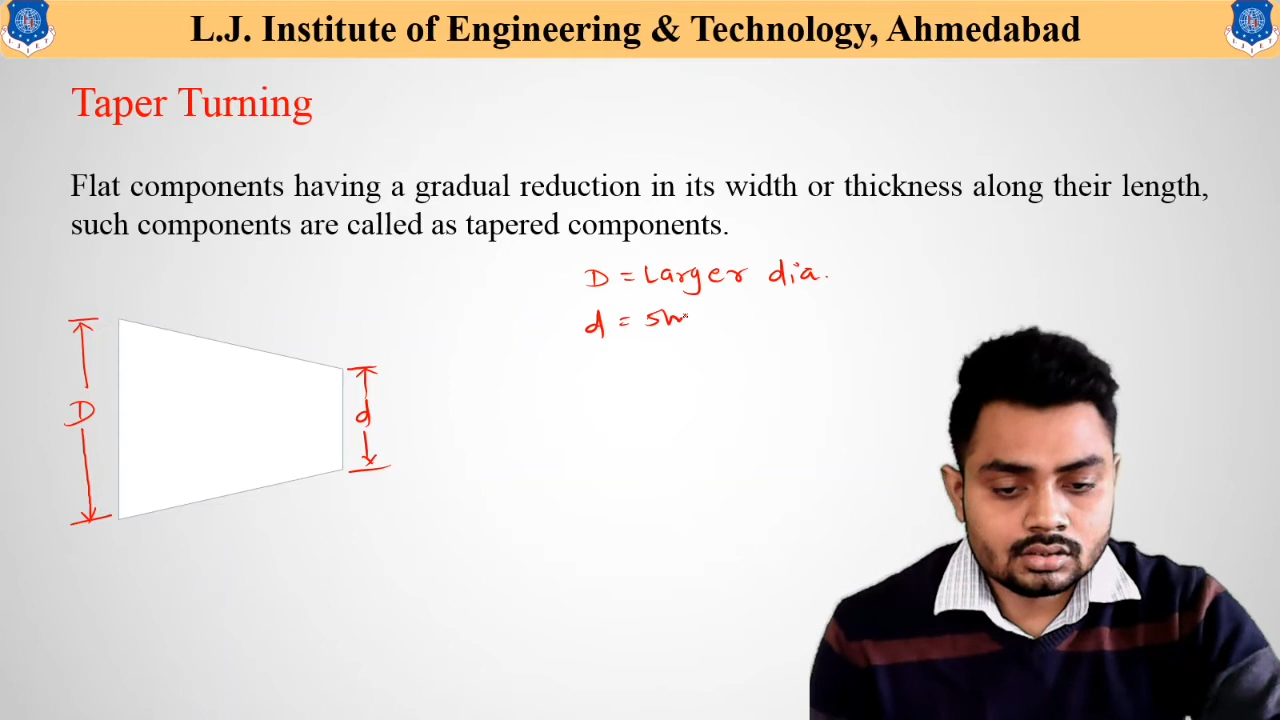 L.J. Institute of Engineering & Technology, Ahmedabad
Taper Turning
Flat components having a gradual reduction in its width or thickness along their length,
such components are called as tapered components.
D = Larger dia.
d = sm
D
d